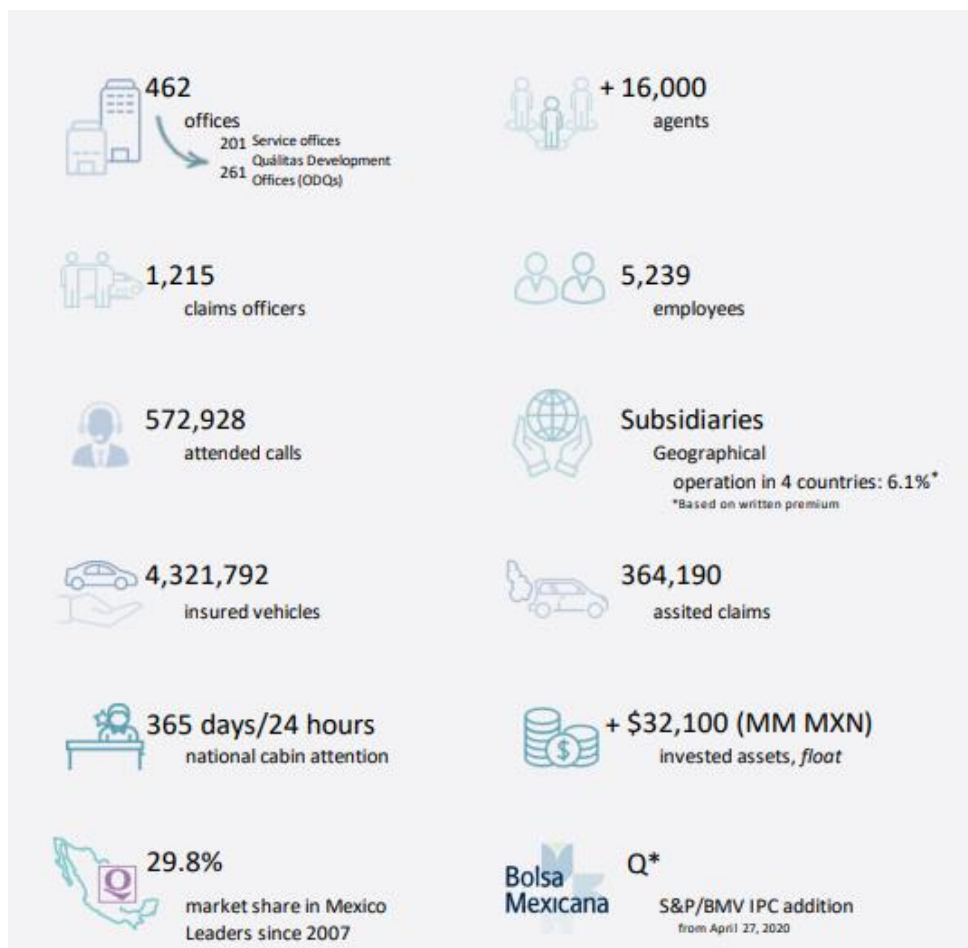 462
offices
201 Service offices
261 Quálitas Development
Offices (ODQs)
+ 16,000
agents
1,215
claims officers
5,239
employees
572,928
attended calls
Subsidiaries
Geographical
operation in 4 countries: 6.1%*
*Based on written premium
4,321,792
insured vehicles
364,190
assited claims
365 days/24 hours
national cabin attention
+ $32,100 (MM MXN)
invested assets, float
$
Q
29.8%
market share in Mexico
Leaders since 2007
Bolsa
Mexicana
Q*
S&P/BMV IPC addition
from April 27, 2020